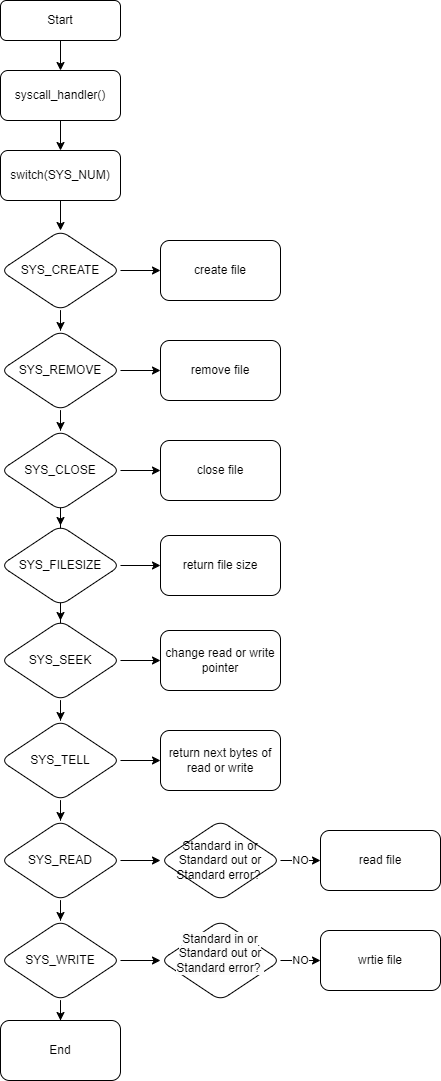 Start
syscall_handler()
switch(SYS_NUM)
SYS_CREATE
create file
SYS_REMOVE
remove file
SYS_CLOSE
close file
SYS_FILESIZE
return file size
SYS_SEEK
change read or write
pointer
SYS_TELL
return next bytes of
read or write
SYS_READ
Standard in or
Standard out or
Standard error?
NO
read file
SYS_WRITE
Standard in or
Standard out or
Standard error?
NO
wrtie file
End